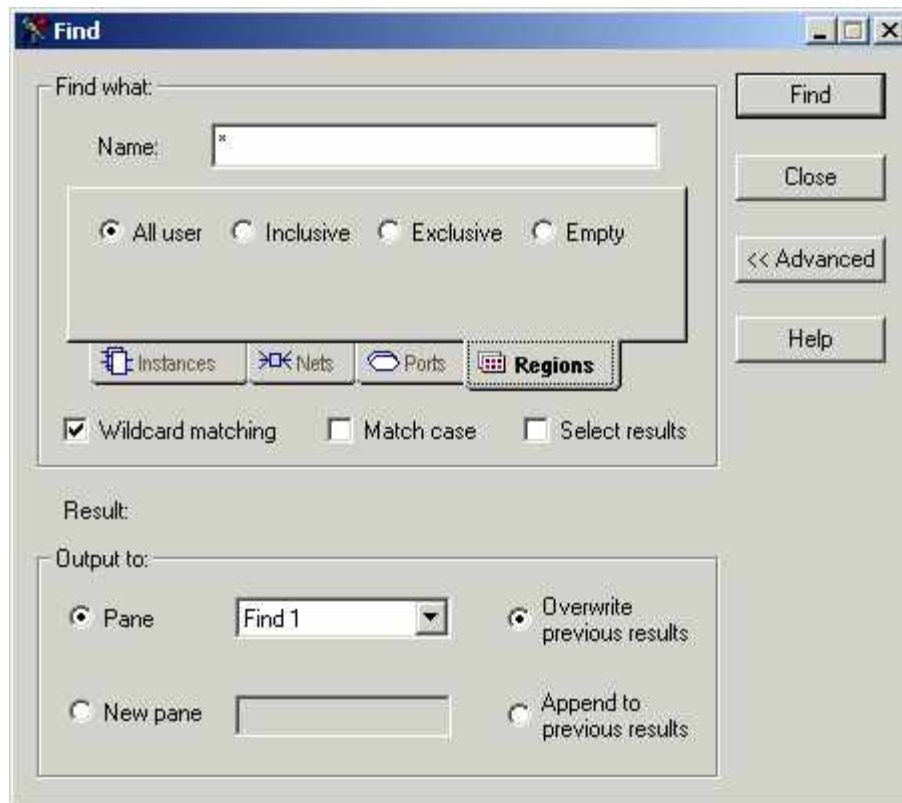 Find
Find what:
Find
Name: *
Close
All user Inclusive Exclusive Empty
<< Advanced
Help
Instances Nets Ports Regions
Wildcard matching Match case Select results
Result:
Output to:
Pane Find 1 Overwrite
previous results
New pane Append to
previous results